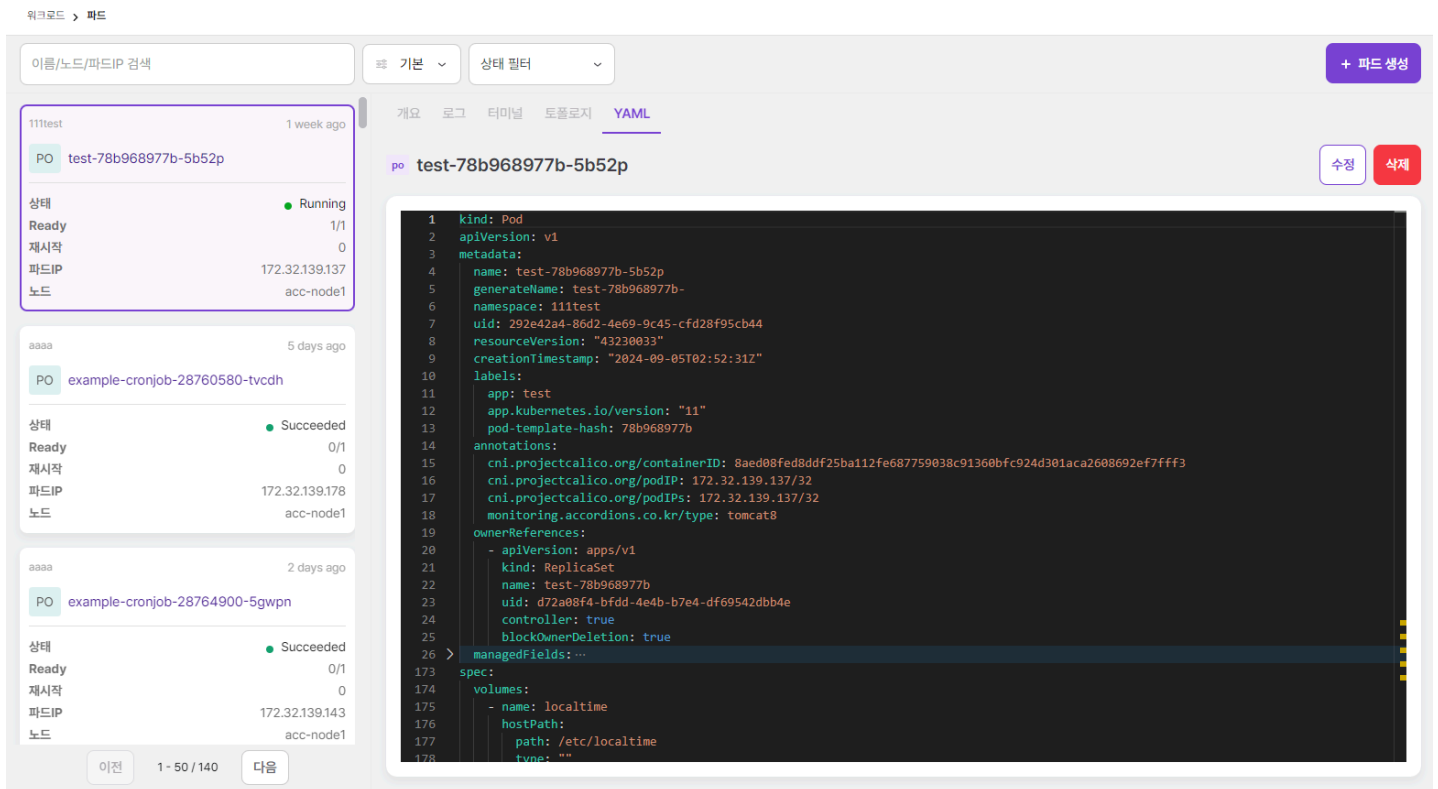 워크로드 > 파드
이름/노드/파드IP 검색
기본
상태 필터
+ 파드 생성
111test 1 week ago
PO test-78b968977b-5b52p
상태 Running
Ready 1/1
재시작 0
파드IP 172.32.139.137
노드 acc-node1
aaaa 5 days ago
PO example-cronjob-28760580-tvcdh
상태 Succeeded
Ready 0/1
재시작 0
파드IP 172.32.139.178
노드 acc-node1
aaaa 2 days ago
PO example-cronjob-28764900-5gwpn
상태 Succeeded
Ready 0/1
재시작 0
파드IP 172.32.139.143
노드 acc-node1
이전 1 - 50 / 140 다음
개요 로그 터미널 토폴로지 YAML
po test-78b968977b-5b52p 수정 삭제
1 kind: Pod
2 apiVersion: v1
3 metadata:
4 name: test-78b968977b-5b52p
5 generateName: test-78b968977b-
6 namespace: 111test
7 uid: 292e42a4-86d2-4e69-9c45-cfd28f95cb44
8 resourceVersion: "43230033"
9 creationTimestamp: "2024-09-05T02:52:31Z"
10 labels:
11 app: test
12 app.kubernetes.io/version: "11"
13 pod-template-hash: 78b968977b
14 annotations:
15 cni.projectcalico.org/containerID: 8aed08fed8ddf25ba112fe687759038c91360bfc924d301aca2608692ef7fff3
16 cni.projectcalico.org/podIP: 172.32.139.137/32
17 cni.projectcalico.org/podIPs: 172.32.139.137/32
18 monitoring.accordions.co.kr/type: tomcat8
19 ownerReferences:
20 - apiVersion: apps/v1
21 kind: ReplicaSet
22 name: test-78b968977b
23 uid: d72a08f4-bfdd-4e4b-b7e4-df69542dbb4e
24 controller: true
25 blockOwnerDeletion: true
26 > managedFields: ⋯
173 spec:
174 volumes:
175 - name: localtime
176 hostPath:
177 path: /etc/localtime
178 type: ""